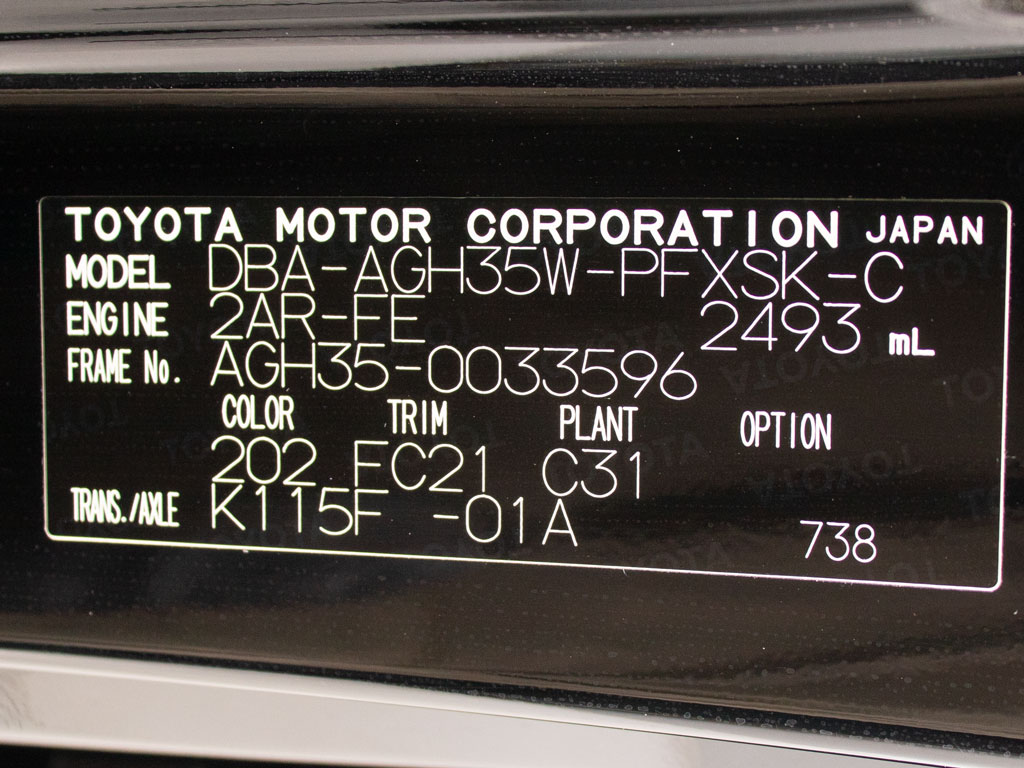 TOYOTA MOTOR CORPORATION JAPAN
MODEL DBA-AGH35W-PFXSK-C
ENGINE 2AR-FE 2493 mL
FRAME No. AGH35-0033596
COLOR TRIM PLANT OPTION
202 FC21 C31
TRANS./AXLE K115F -01A
738